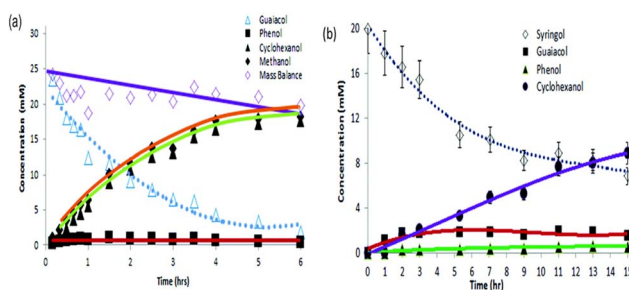 (a)
Guaiacol
Phenol
Cyclohexanol
Methanol
Mass Balance
Concentration (mM)
30
25
20
15
10
5
0
0 1 2 3 4 5 6
Time (hrs)
(b)
Syringol
Guaiacol
Phenol
Cyclohexanol
Concentration (mM)
20
16
12
8
4
0
0 1 2 3 5 7 9 11 13 15
Time (hr)